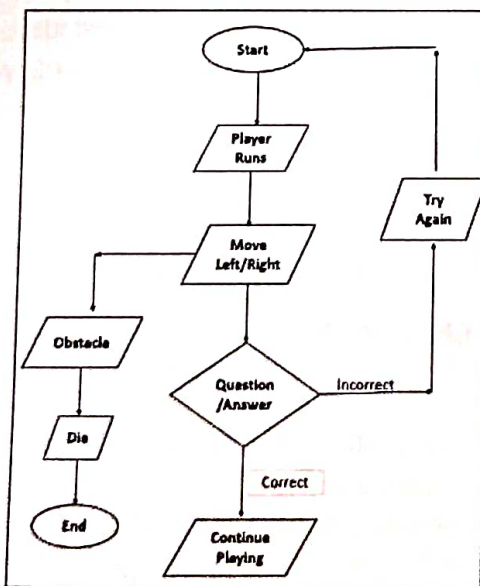 Start
Player
Runs
Try
Again
Move
Left/Right
Obstacle
Question
/Answer
Incorrect
Die
Correct
End
Continue
Playing